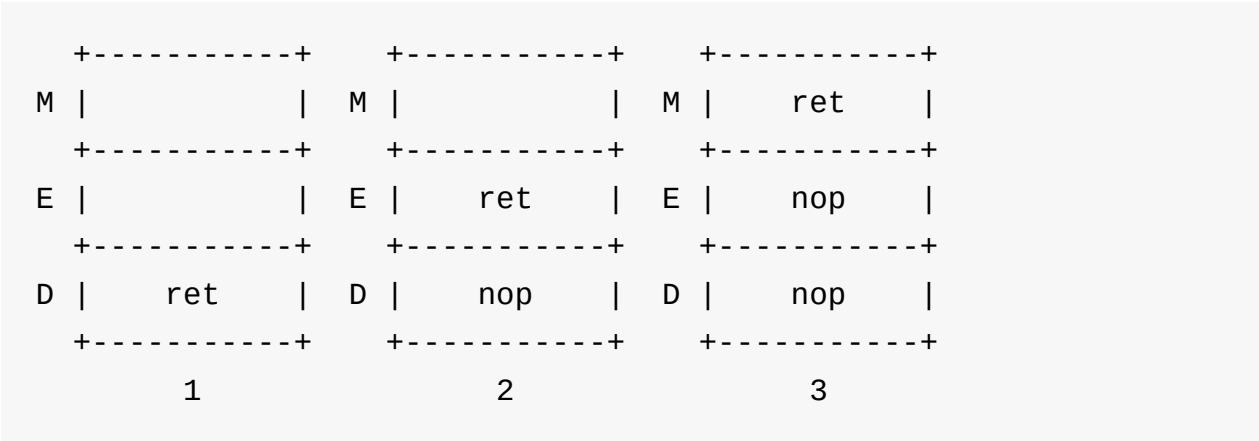 +-----------+    +-----------+    +-----------+
M |           |  M |           |  M |    ret    |
  +-----------+    +-----------+    +-----------+
E |           |  E |    ret    |  E |    nop    |
  +-----------+    +-----------+    +-----------+
D |    ret    |  D |    nop    |  D |    nop    |
  +-----------+    +-----------+    +-----------+
       1                2                3